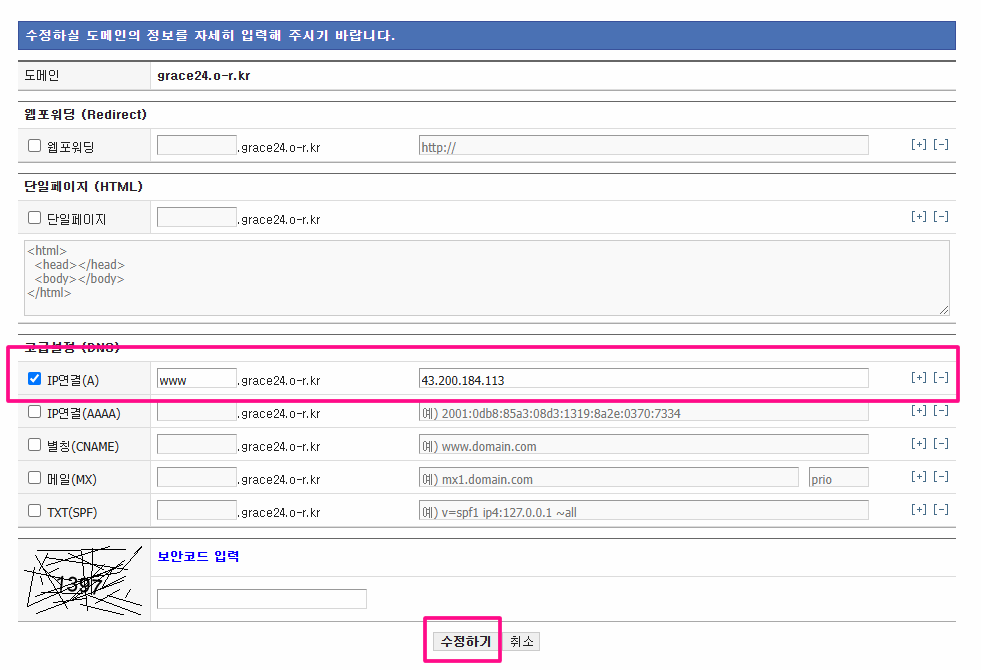 수정하실 도메인의 정보를 자세히 입력해 주시기 바랍니다.
도메인 grace24.o-r.kr
웹포워딩 (Redirect)
웹포워딩 .grace24.o-r.kr http:// [+] [-]
단일페이지 (HTML)
단일페이지 .grace24.o-r.kr [+] [-]
<html>
<head></head>
<body></body>
</html>
고급설정 (DNS)
IP연결(A) www .grace24.o-r.kr 43.200.184.113 [+] [-]
IP연결(AAAA) .grace24.o-r.kr 예) 2001:0db8:85a3:08d3:1319:8a2e:0370:7334 [+] [-]
별칭(CNAME) .grace24.o-r.kr 예) www.domain.com [+] [-]
메일(MX) .grace24.o-r.kr 예) mx1.domain.com prio [+] [-]
TXT(SPF) .grace24.o-r.kr 예) v=spf1 ip4:127.0.0.1 ~all [+] [-]
보안코드 입력
1397
수정하기 취소